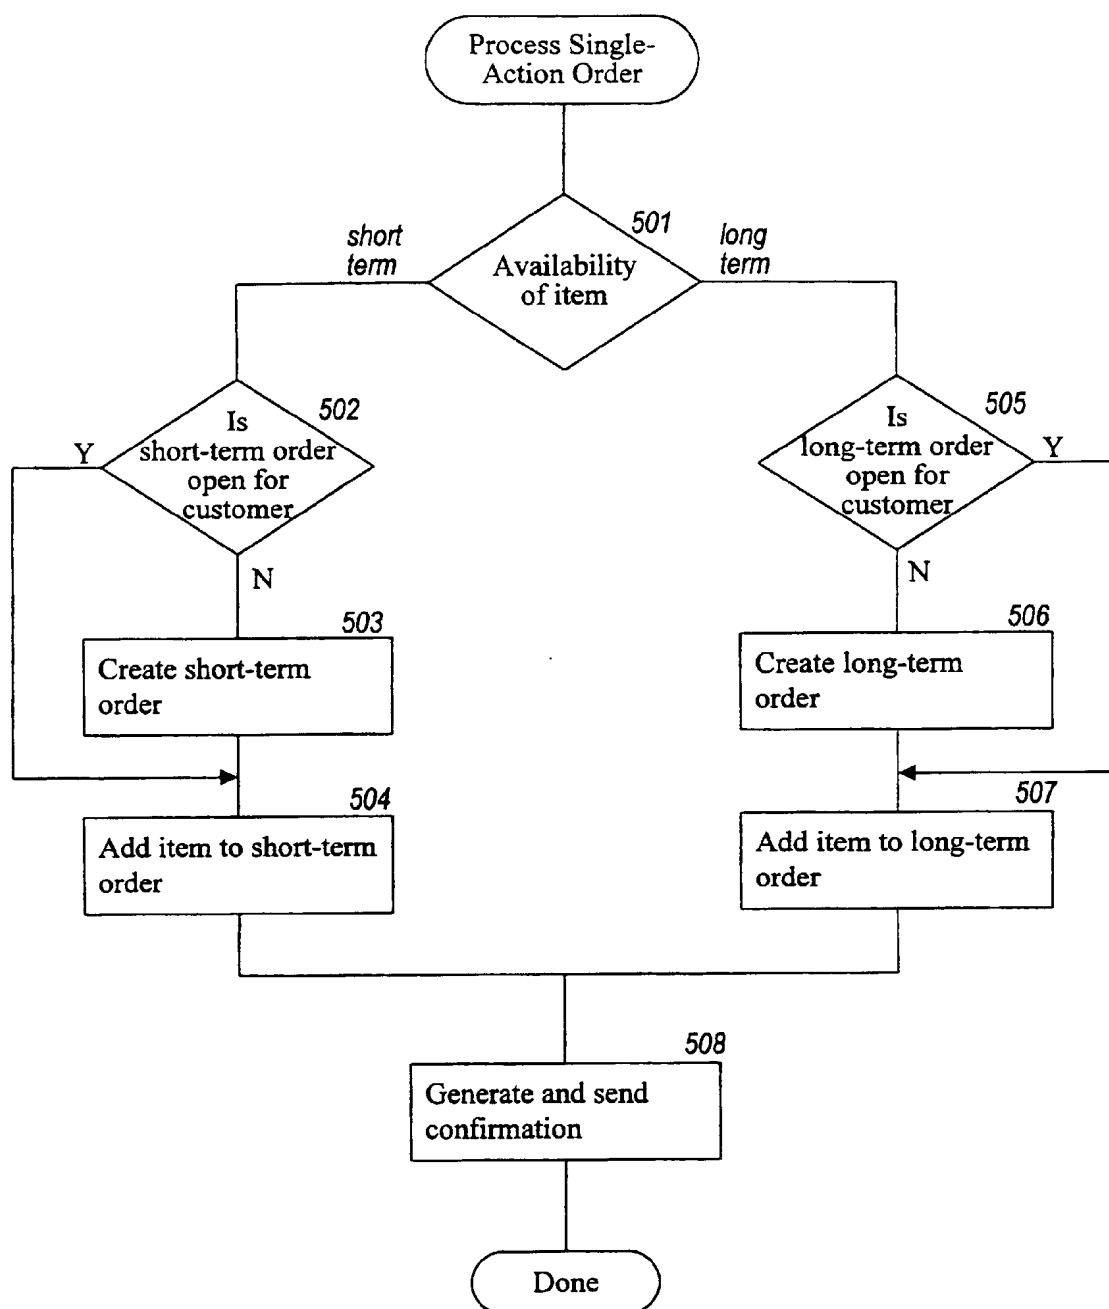 Process Single-
Action Order
501
short
term
long
term
Availability
of item
502
Is
short-term order
open for
customer
Y
N
505
Is
long-term order
open for
customer
Y
N
503
Create short-term
order
506
Create long-term
order
504
Add item to short-term
order
507
Add item to long-term
order
508
Generate and send
confirmation
Done